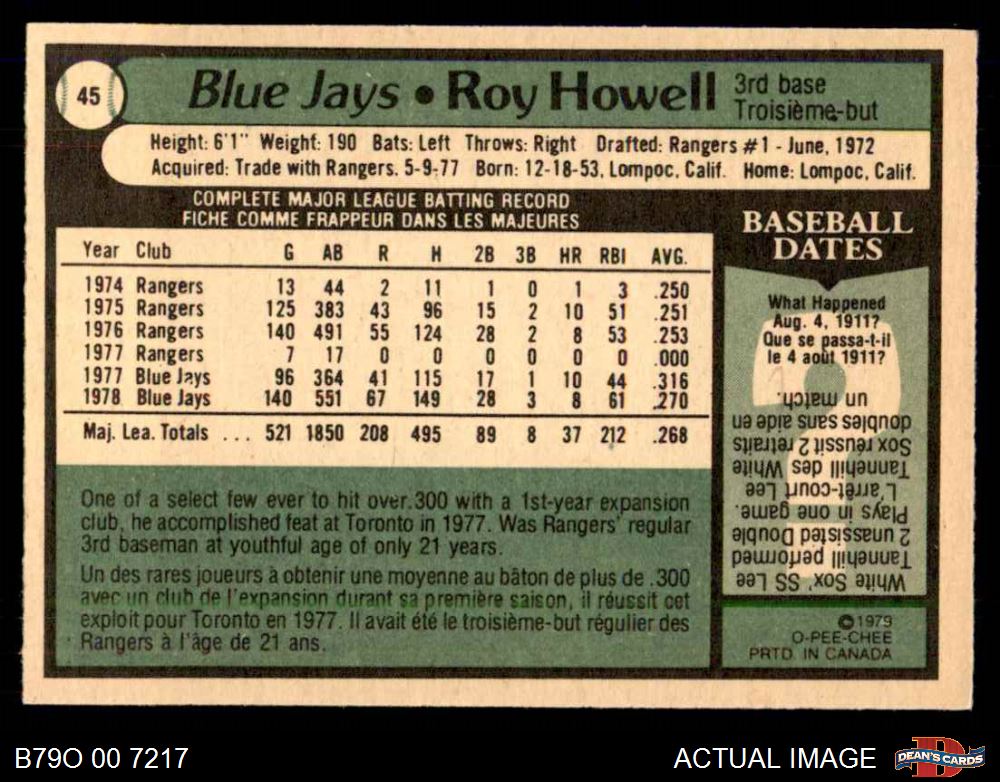 45
Blue Jays • Roy Howell
3rd base
Troisième-but
Height: 6'1" Weight: 190 Bats: Left Throws: Right Drafted: Rangers #1 - June, 1972
Acquired: Trade with Rangers, 5-9-77 Born: 12-18-53, Lompoc, Calif. Home: Lompoc, Calif.
COMPLETE MAJOR LEAGUE BATTING RECORD
FICHE COMME FRAPPEUR DANS LES MAJEURES
Year Club G AB R H 2B 3B HR RBI AVG.
1974 Rangers 13 44 2 11 1 0 1 3 .250
1975 Rangers 125 383 43 96 15 2 10 51 .251
1976 Rangers 140 491 55 124 28 2 8 53 .253
1977 Rangers 7 17 0 0 0 0 0 0 .000
1977 Blue Jays 96 364 41 115 17 1 10 44 .316
1978 Blue Jays 140 551 67 149 28 3 8 61 .270
Maj. Lea. Totals ... 521 1850 208 495 89 8 37 212 .268
One of a select few ever to hit over .300 with a 1st-year expansion
club, he accomplished feat at Toronto in 1977. Was Rangers' regular
3rd baseman at youthful age of only 21 years.
Un des rares joueurs à obtenir une moyenne au bâton de plus de .300
avec un club de l'expansion durant sa première saison, il réussit cet
exploit pour Toronto en 1977. Il avait été le troisième-but régulier des
Rangers à l'âge de 21 ans.
BASEBALL
DATES
What Happened
Aug. 4, 1911?
Que se passa-t-il
le 4 août 1911?
White Sox' SS Lee
Tannehill performed
2 unassisted Double
Plays in one game.
L'arrêt-court Lee
Tannehill des White
Sox réussit 2 retraits
doubles sans aide en
un match.
©1979
O-PEE-CHEE
PRTD. IN CANADA
B79O 00 7217
ACTUAL IMAGE
D
DEAN'S CARDS